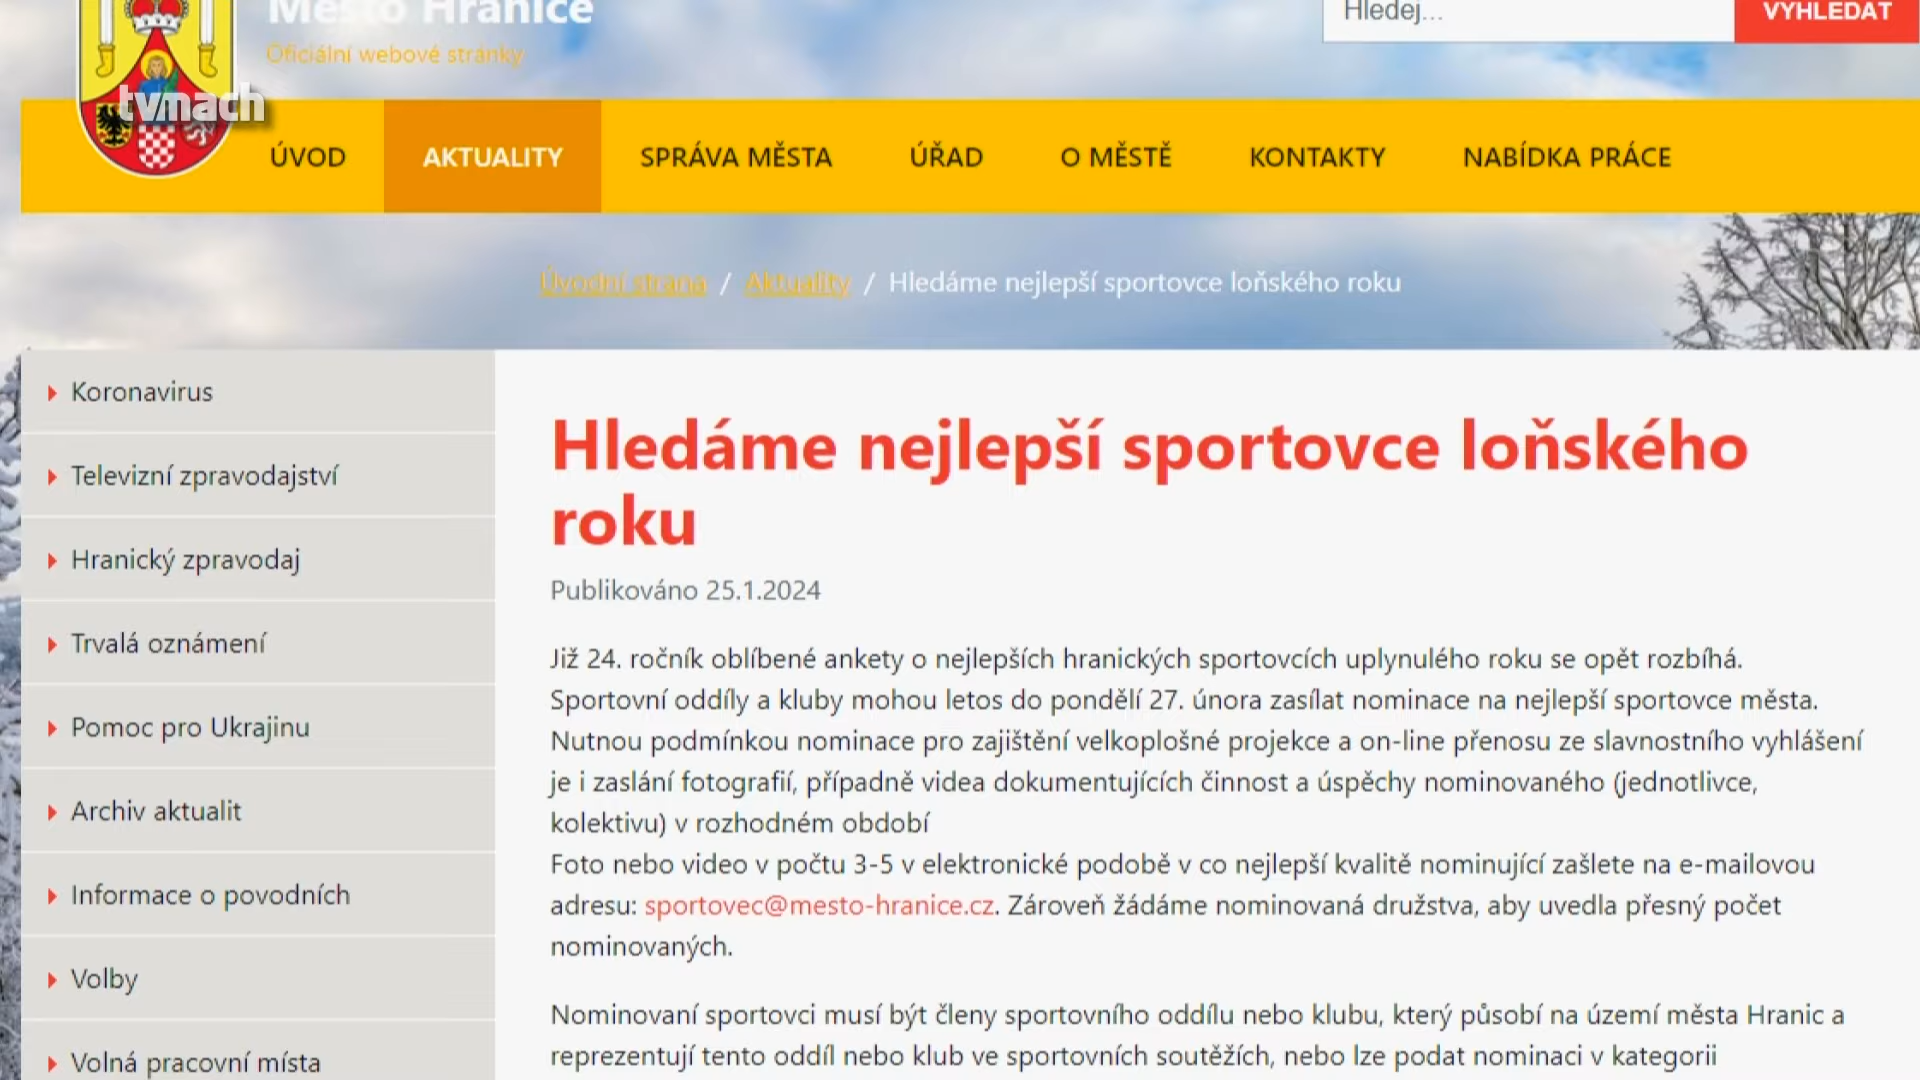 Město Hranice
Oficiální webové stránky
Hledej...
VYHLEDAT
tvnach
ÚVOD
AKTUALITY
SPRÁVA MĚSTA
ÚŘAD
O MĚSTĚ
KONTAKTY
NABÍDKA PRÁCE
Úvodní strana / Aktuality / Hledáme nejlepší sportovce loňského roku
Koronavirus
Televizní zpravodajství
Hranický zpravodaj
Trvalá oznámení
Pomoc pro Ukrajinu
Archiv aktualit
Informace o povodních
Volby
Volná pracovní místa
Hledáme nejlepší sportovce loňského
roku
Publikováno 25.1.2024
Již 24. ročník oblíbené ankety o nejlepších hranických sportovcích uplynulého roku se opět rozbíhá.
Sportovní oddíly a kluby mohou letos do pondělí 27. února zasílat nominace na nejlepší sportovce města.
Nutnou podmínkou nominace pro zajištění velkoplošné projekce a on-line přenosu ze slavnostního vyhlášení
je i zaslání fotografií, případně videa dokumentujících činnost a úspěchy nominovaného (jednotlivce,
kolektivu) v rozhodném období
Foto nebo video v počtu 3-5 v elektronické podobě v co nejlepší kvalitě nominující zašlete na e-mailovou
adresu: sportovec@mesto-hranice.cz. Zároveň žádáme nominovaná družstva, aby uvedla přesný počet
nominovaných.
Nominovaní sportovci musí být členy sportovního oddílu nebo klubu, který působí na území města Hranic a
reprezentují tento oddíl nebo klub ve sportovních soutěžích, nebo lze podat nominaci v kategorii